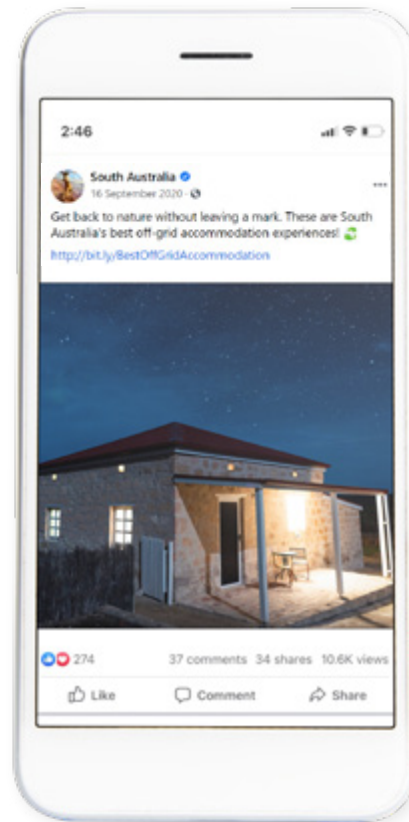 2:46
South Australia
16 September 2020 ·
Get back to nature without leaving a mark. These are South
Australia's best off-grid accommodation experiences!
http://bit.ly/BestOffGridAccommodation
274
37 comments 34 shares 10.6K views
Like Comment Share